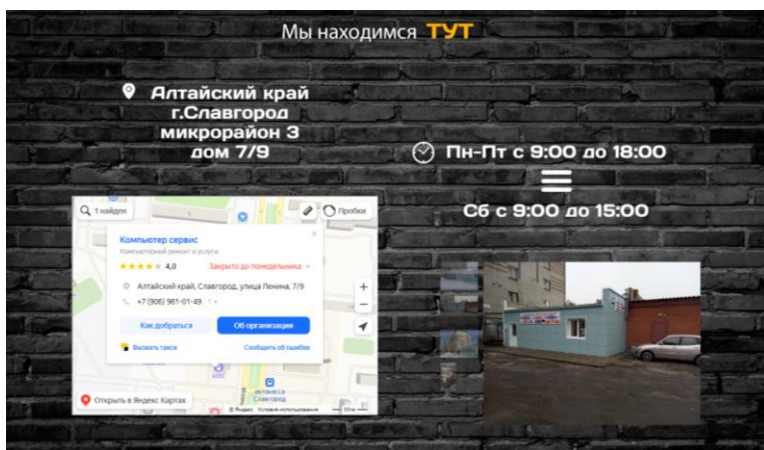 Мы находимся ТУТ
Алтайский край
г.Славгород
микрорайон 3
дом 7/9
Пн-Пт с 9:00 до 18:00
Сб с 9:00 до 15:00
1 найден
1
Пробки
Компьютер сервис
Компьютерный ремонт и услуги
4,0
Закрыто до понедельника
Алтайский край, Славгород, улица Ленина, 7/9
+7 (906) 961-01-49
Как добраться
Об организации
Вызвать такси
Сообщить об ошибке
Славгород
Открыть в Яндекс Картах
© Яндекс Условия использования